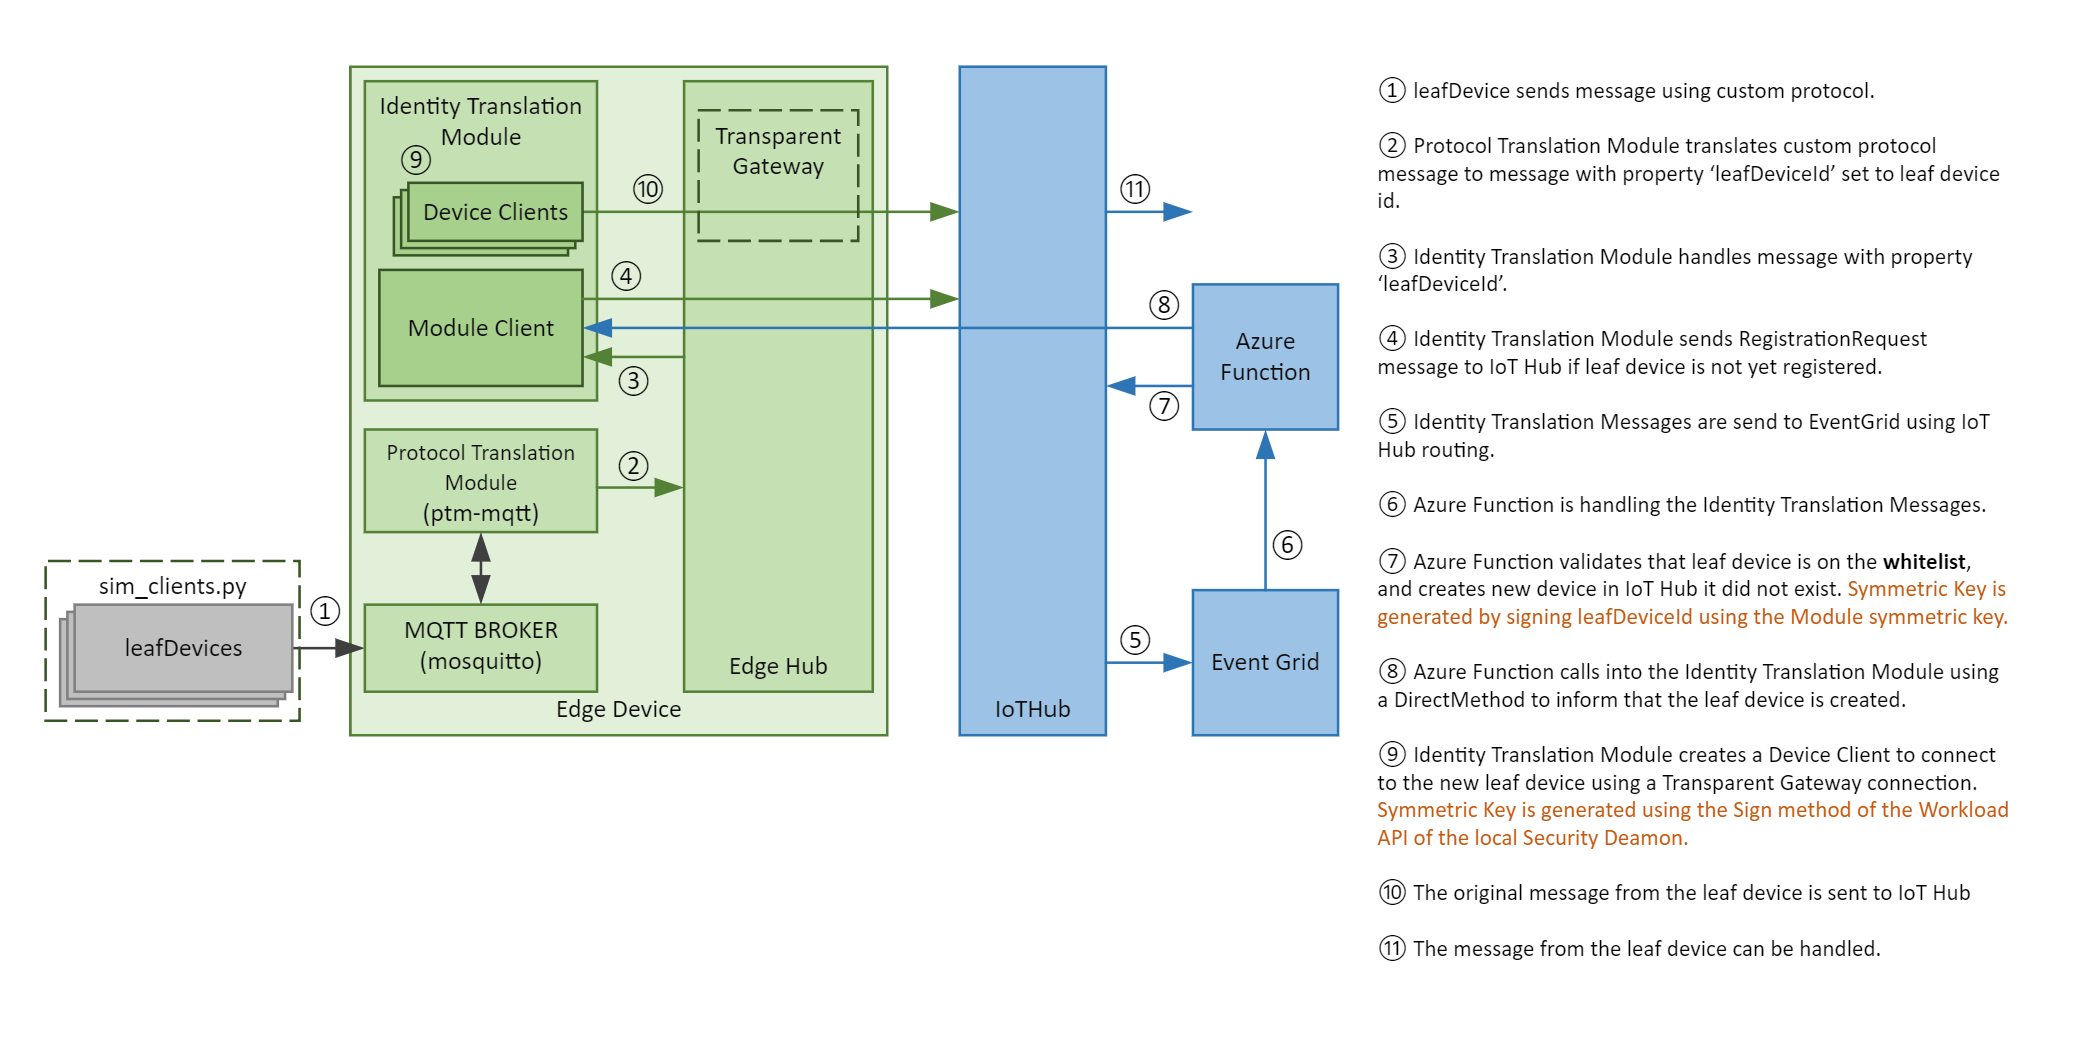 Identity Translation
Module
⑨
Device Clients
⑩
Transparent
Gateway
⑪
④
Module Client
⑧
Azure
Function
③
⑦
Protocol Translation
Module
(ptm-mqtt)
②
⑥
sim_clients.py
leafDevices
①
MQTT BROKER
(mosquitto)
Edge Hub
Edge Device
IoTHub
⑤
Event Grid
① leafDevice sends message using custom protocol.
② Protocol Translation Module translates custom protocol
message to message with property ‘leafDeviceId’ set to leaf device
id.
③ Identity Translation Module handles message with property
‘leafDeviceId’.
④ Identity Translation Module sends RegistrationRequest
message to IoT Hub if leaf device is not yet registered.
⑤ Identity Translation Messages are send to EventGrid using IoT
Hub routing.
⑥ Azure Function is handling the Identity Translation Messages.
⑦ Azure Function validates that leaf device is on the whitelist,
and creates new device in IoT Hub it did not exist. Symmetric Key is
generated by signing leafDeviceId using the Module symmetric key.
⑧ Azure Function calls into the Identity Translation Module using
a DirectMethod to inform that the leaf device is created.
⑨ Identity Translation Module creates a Device Client to connect
to the new leaf device using a Transparent Gateway connection.
Symmetric Key is generated using the Sign method of the Workload
API of the local Security Deamon.
⑩ The original message from the leaf device is sent to IoT Hub
⑪ The message from the leaf device can be handled.